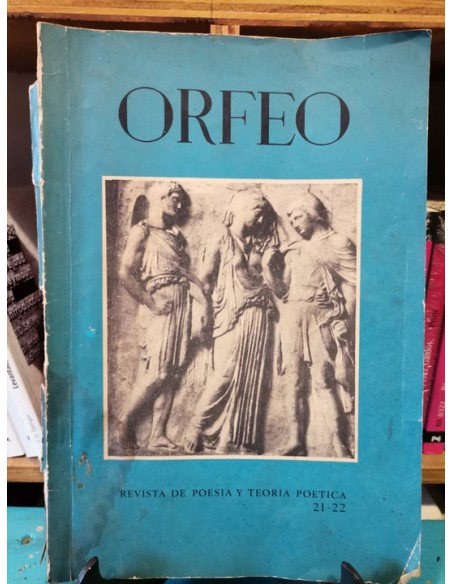 ORFEO
REVISTA DE POESIA Y TEORIA POETICA
21-22